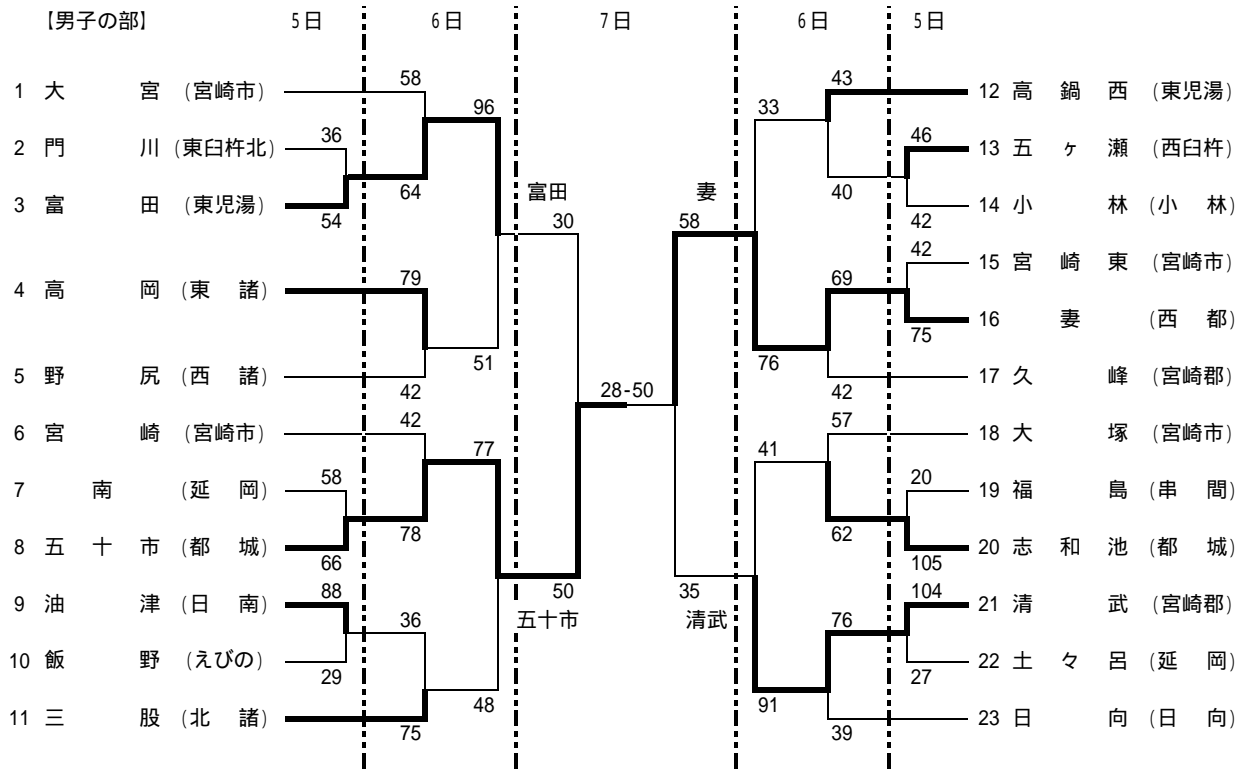 【男子の部】 5日 6日 7日 6日 5日
58 43
1 大宮 (宮崎市) 12 高鍋西 (東児湯)
96 33
36 46
2 門川 (東臼杵北) 13 五ヶ瀬 (西臼杵)
64 富田 妻 40
3 富田 (東児湯) 14 小林 (小林)
54 30 58 42
42
15 宮崎東 (宮崎市)
79 69
4 高岡 (東諸) 16 妻 (西都)
75
51 76
5 野尻 (西諸) 17 久峰 (宮崎郡)
42 28-50 42
42 57
6 宮崎 (宮崎市) 18 大塚 (宮崎市)
77 41
58 20
7 南 (延岡) 19 福島 (串間)
78 62
8 五十市 (都城) 20 志和池 (都城)
66 105
88 50 35 104
9 油津 (日南) 21 清武 (宮崎郡)
36 五十市 清武 76
10 飯野 (えびの) 22 土々呂 (延岡)
29 27
48 91
11 三股 (北諸) 23 日向 (日向)
75 39